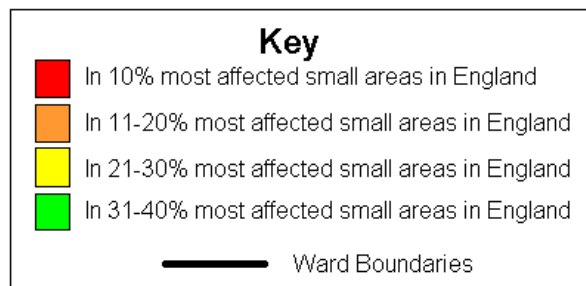 Key
In 10% most affected small areas in England
In 11-20% most affected small areas in England
In 21-30% most affected small areas in England
In 31-40% most affected small areas in England
Ward Boundaries